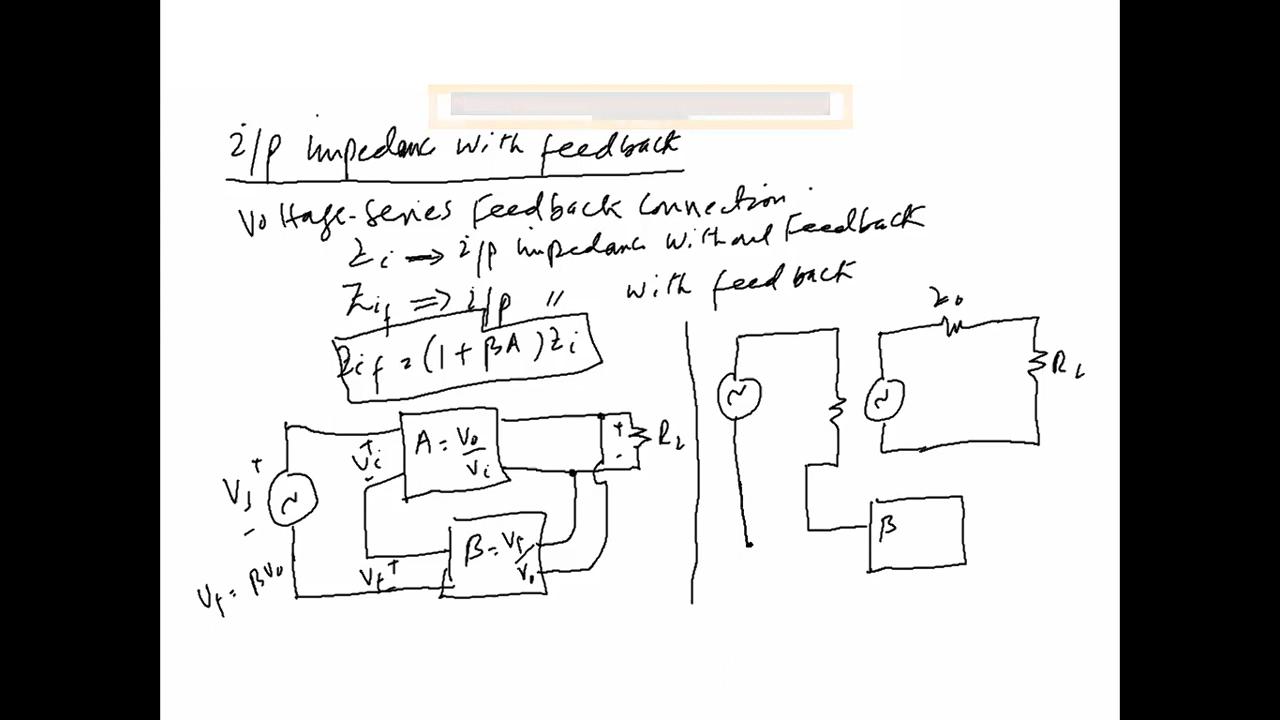 i/p impedance with feedback
Voltage-series feedback connection.
Zi → i/p impedance without feedback
Zif ⇒ i/p " with feedback
Zif = (1 + βA) Zi
Zo
RL
A = Vo/Vi
+
Vi
-
+
-
RL
Vs
+
-
β
β = Vf/Vo
Vf +
-
Vf = βVo